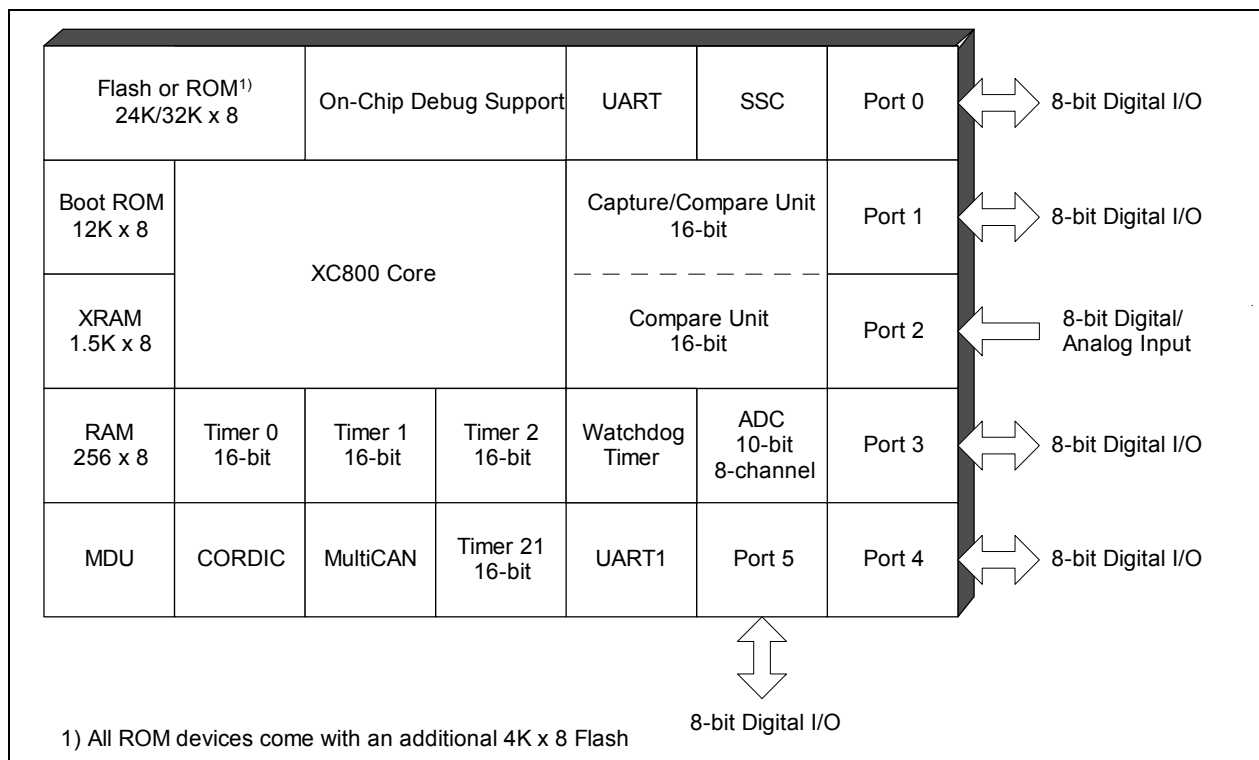 Flash or ROM1)
24K/32K x 8
On-Chip Debug Support
UART
SSC
Port 0
8-bit Digital I/O
Boot ROM
12K x 8
XC800 Core
Capture/Compare Unit
16-bit
Port 1
8-bit Digital I/O
XRAM
1.5K x 8
Compare Unit
16-bit
Port 2
8-bit Digital/
Analog Input
RAM
256 x 8
Timer 0
16-bit
Timer 1
16-bit
Timer 2
16-bit
Watchdog
Timer
ADC
10-bit
8-channel
Port 3
8-bit Digital I/O
MDU
CORDIC
MultiCAN
Timer 21
16-bit
UART1
Port 5
Port 4
8-bit Digital I/O
8-bit Digital I/O
1) All ROM devices come with an additional 4K x 8 Flash